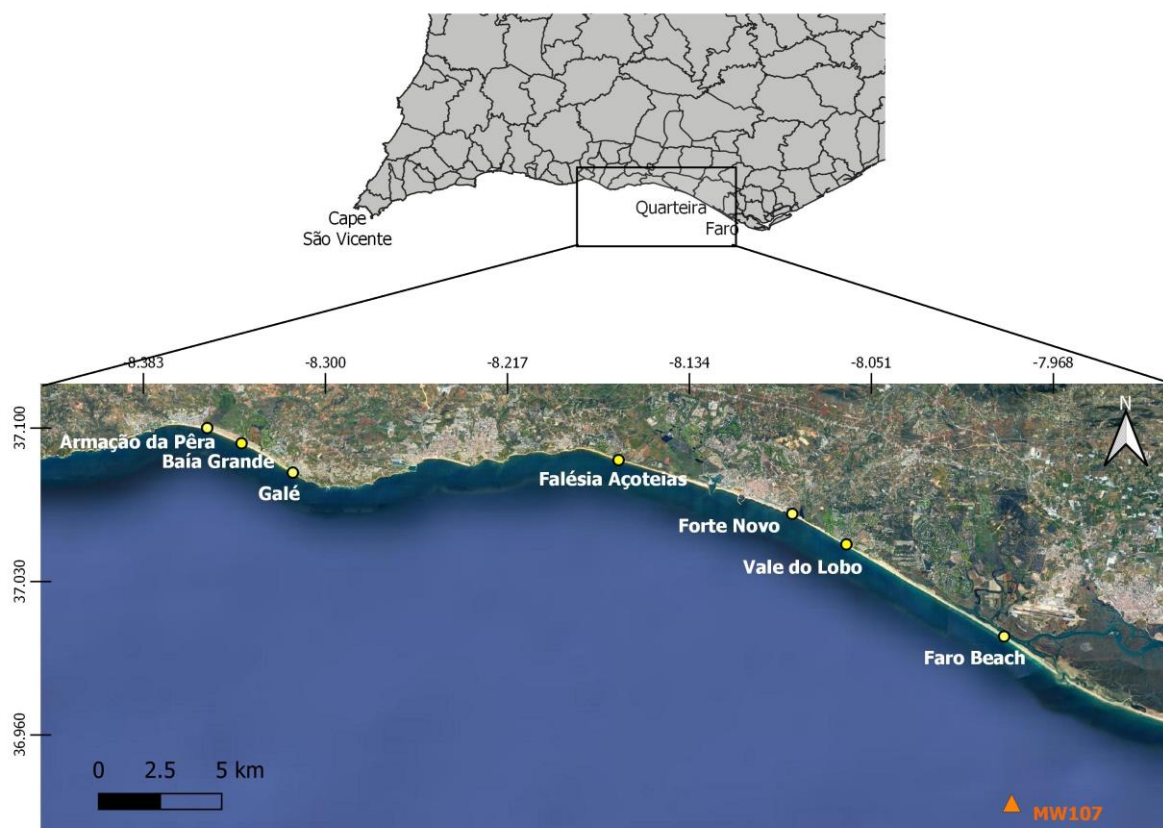 Cape
São Vicente
Quarteira
Faro
-8.383
-8.300
-8.217
-8.134
-8.051
-7.968
37.100
37.030
36.960
N
Armação da Pêra
Baía Grande
Galé
Falésia Açoteias
Forte Novo
Vale do Lobo
Faro Beach
0 2.5 5 km
MW107